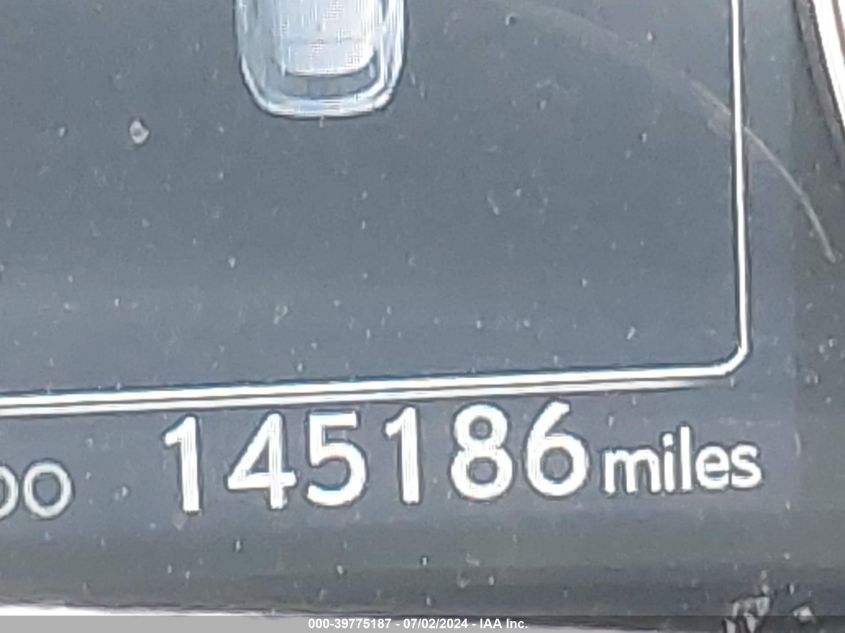 145186 miles
000-39775187 - 07/02/2024 - IAA Inc.